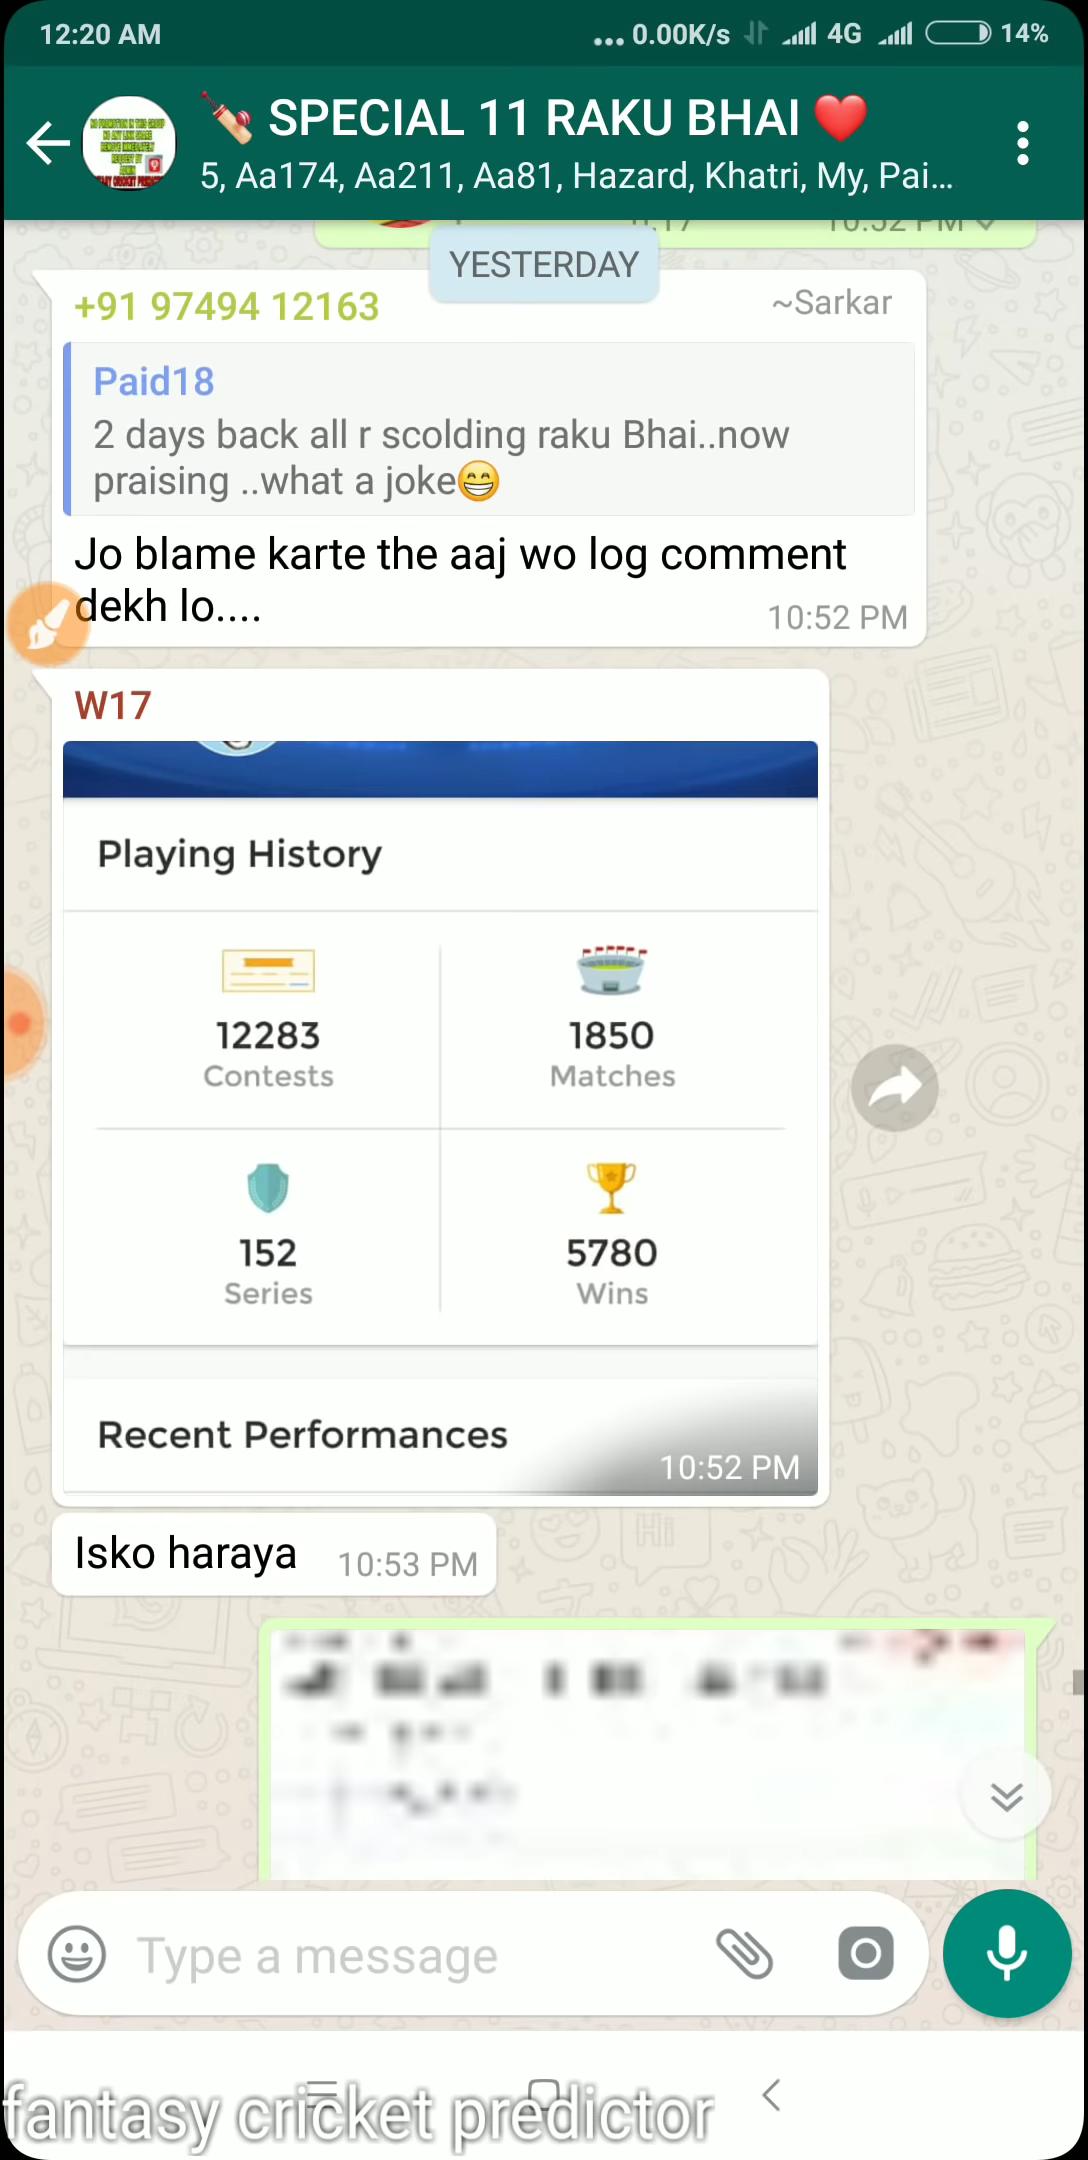 12:20 AM ... 0.00K/s 4G 14%
SPECIAL 11 RAKU BHAI
5, Aa174, Aa211, Aa81, Hazard, Khatri, My, Pai...
YESTERDAY
+91 97494 12163 ~Sarkar
Paid18
2 days back all r scolding raku Bhai..now
praising ..what a joke😁
Jo blame karte the aaj wo log comment
dekh lo....
10:52 PM
W17
Playing History
12283 1850
Contests Matches
152 5780
Series Wins
Recent Performances
10:52 PM
Isko haraya 10:53 PM
Type a message
fantasy cricket predictor